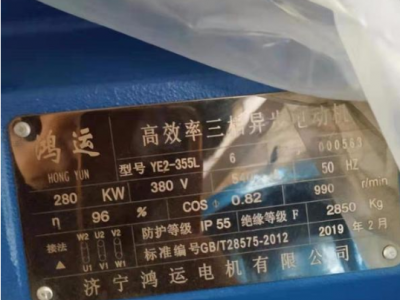 鸿运
HONG YUN
高效率三相异步电动机
型号 YE2-355L 6 000583
280 KW 380 V 50 HZ
η 96 % COS 0.82 990 r/min
接法 W2 U2 V2 防护等级 IP 55 绝缘等级 F 2850 Kg
U1 V1 W1 标准编号 GB/T28575-2012 2019 年 2 月
济宁鸿运电机有限公司